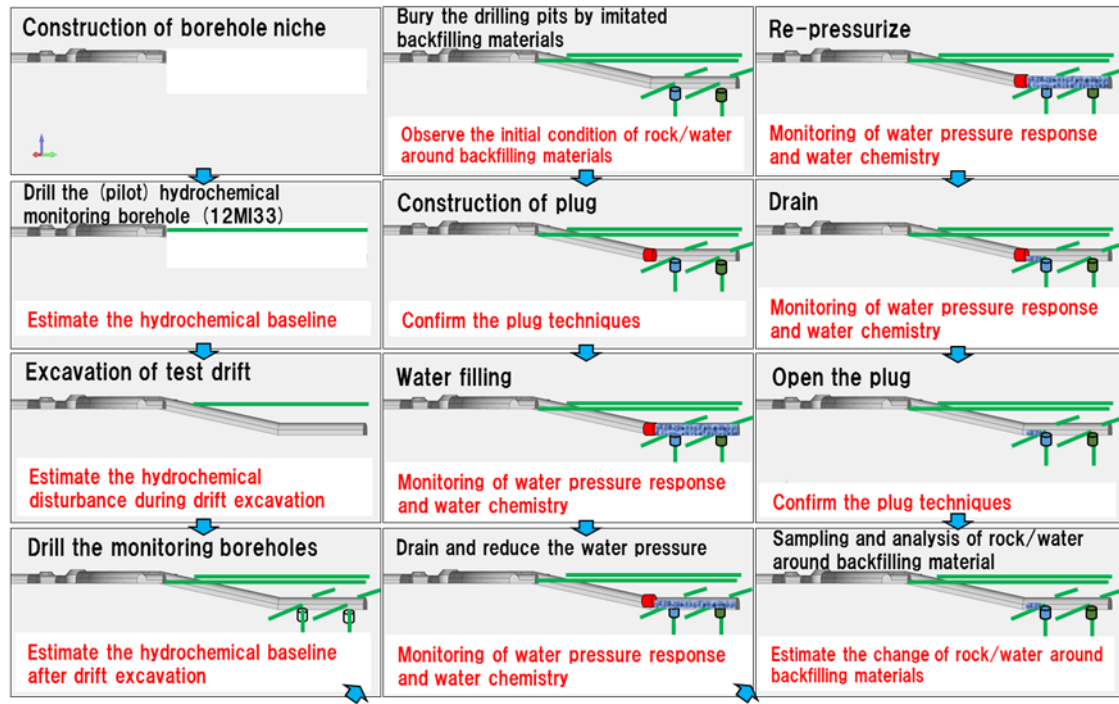 Construction of borehole niche
Drill the (pilot) hydrochemical
monitoring borehole (12MI33)
Estimate the hydrochemical baseline
Excavation of test drift
Estimate the hydrochemical
disturbance during drift excavation
Drill the monitoring boreholes
Estimate the hydrochemical baseline
after drift excavation
Bury the drilling pits by imitated
backfilling materials
Observe the initial condition of rock/water
around backfilling materials
Construction of plug
Confirm the plug techniques
Water filling
Monitoring of water pressure response
and water chemistry
Drain and reduce the water pressure
Monitoring of water pressure response
and water chemistry
Re-pressurize
Monitoring of water pressure response
and water chemistry
Drain
Monitoring of water pressure response
and water chemistry
Open the plug
Confirm the plug techniques
Sampling and analysis of rock/water
around backfilling material
Estimate the change of rock/water around
backfilling materials